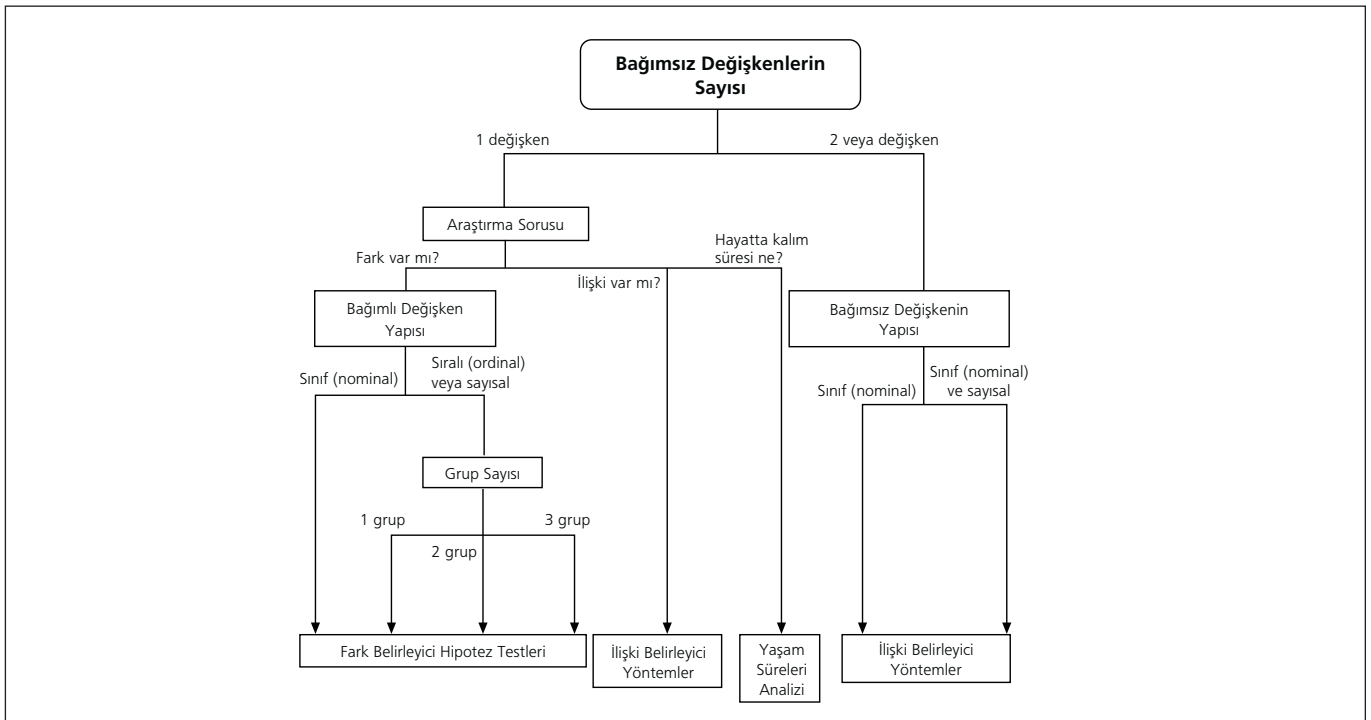 Bağımsız Değişkenlerin
Sayısı
1 değişken
2 veya değişken
Araştırma Sorusu
Fark var mı?
İlişki var mı?
Hayatta kalım
süresi ne?
Bağımlı Değişken
Yapısı
Bağımsız Değişkenin
Yapısı
Sınıf (nominal)
Sıralı (ordinal)
veya sayısal
Sınıf (nominal)
Sınıf (nominal)
ve sayısal
Grup Sayısı
1 grup
2 grup
3 grup
Fark Belirleyici Hipotez Testleri
İlişki Belirleyici
Yöntemler
Yaşam
Süreleri
Analizi
İlişki Belirleyici
Yöntemler